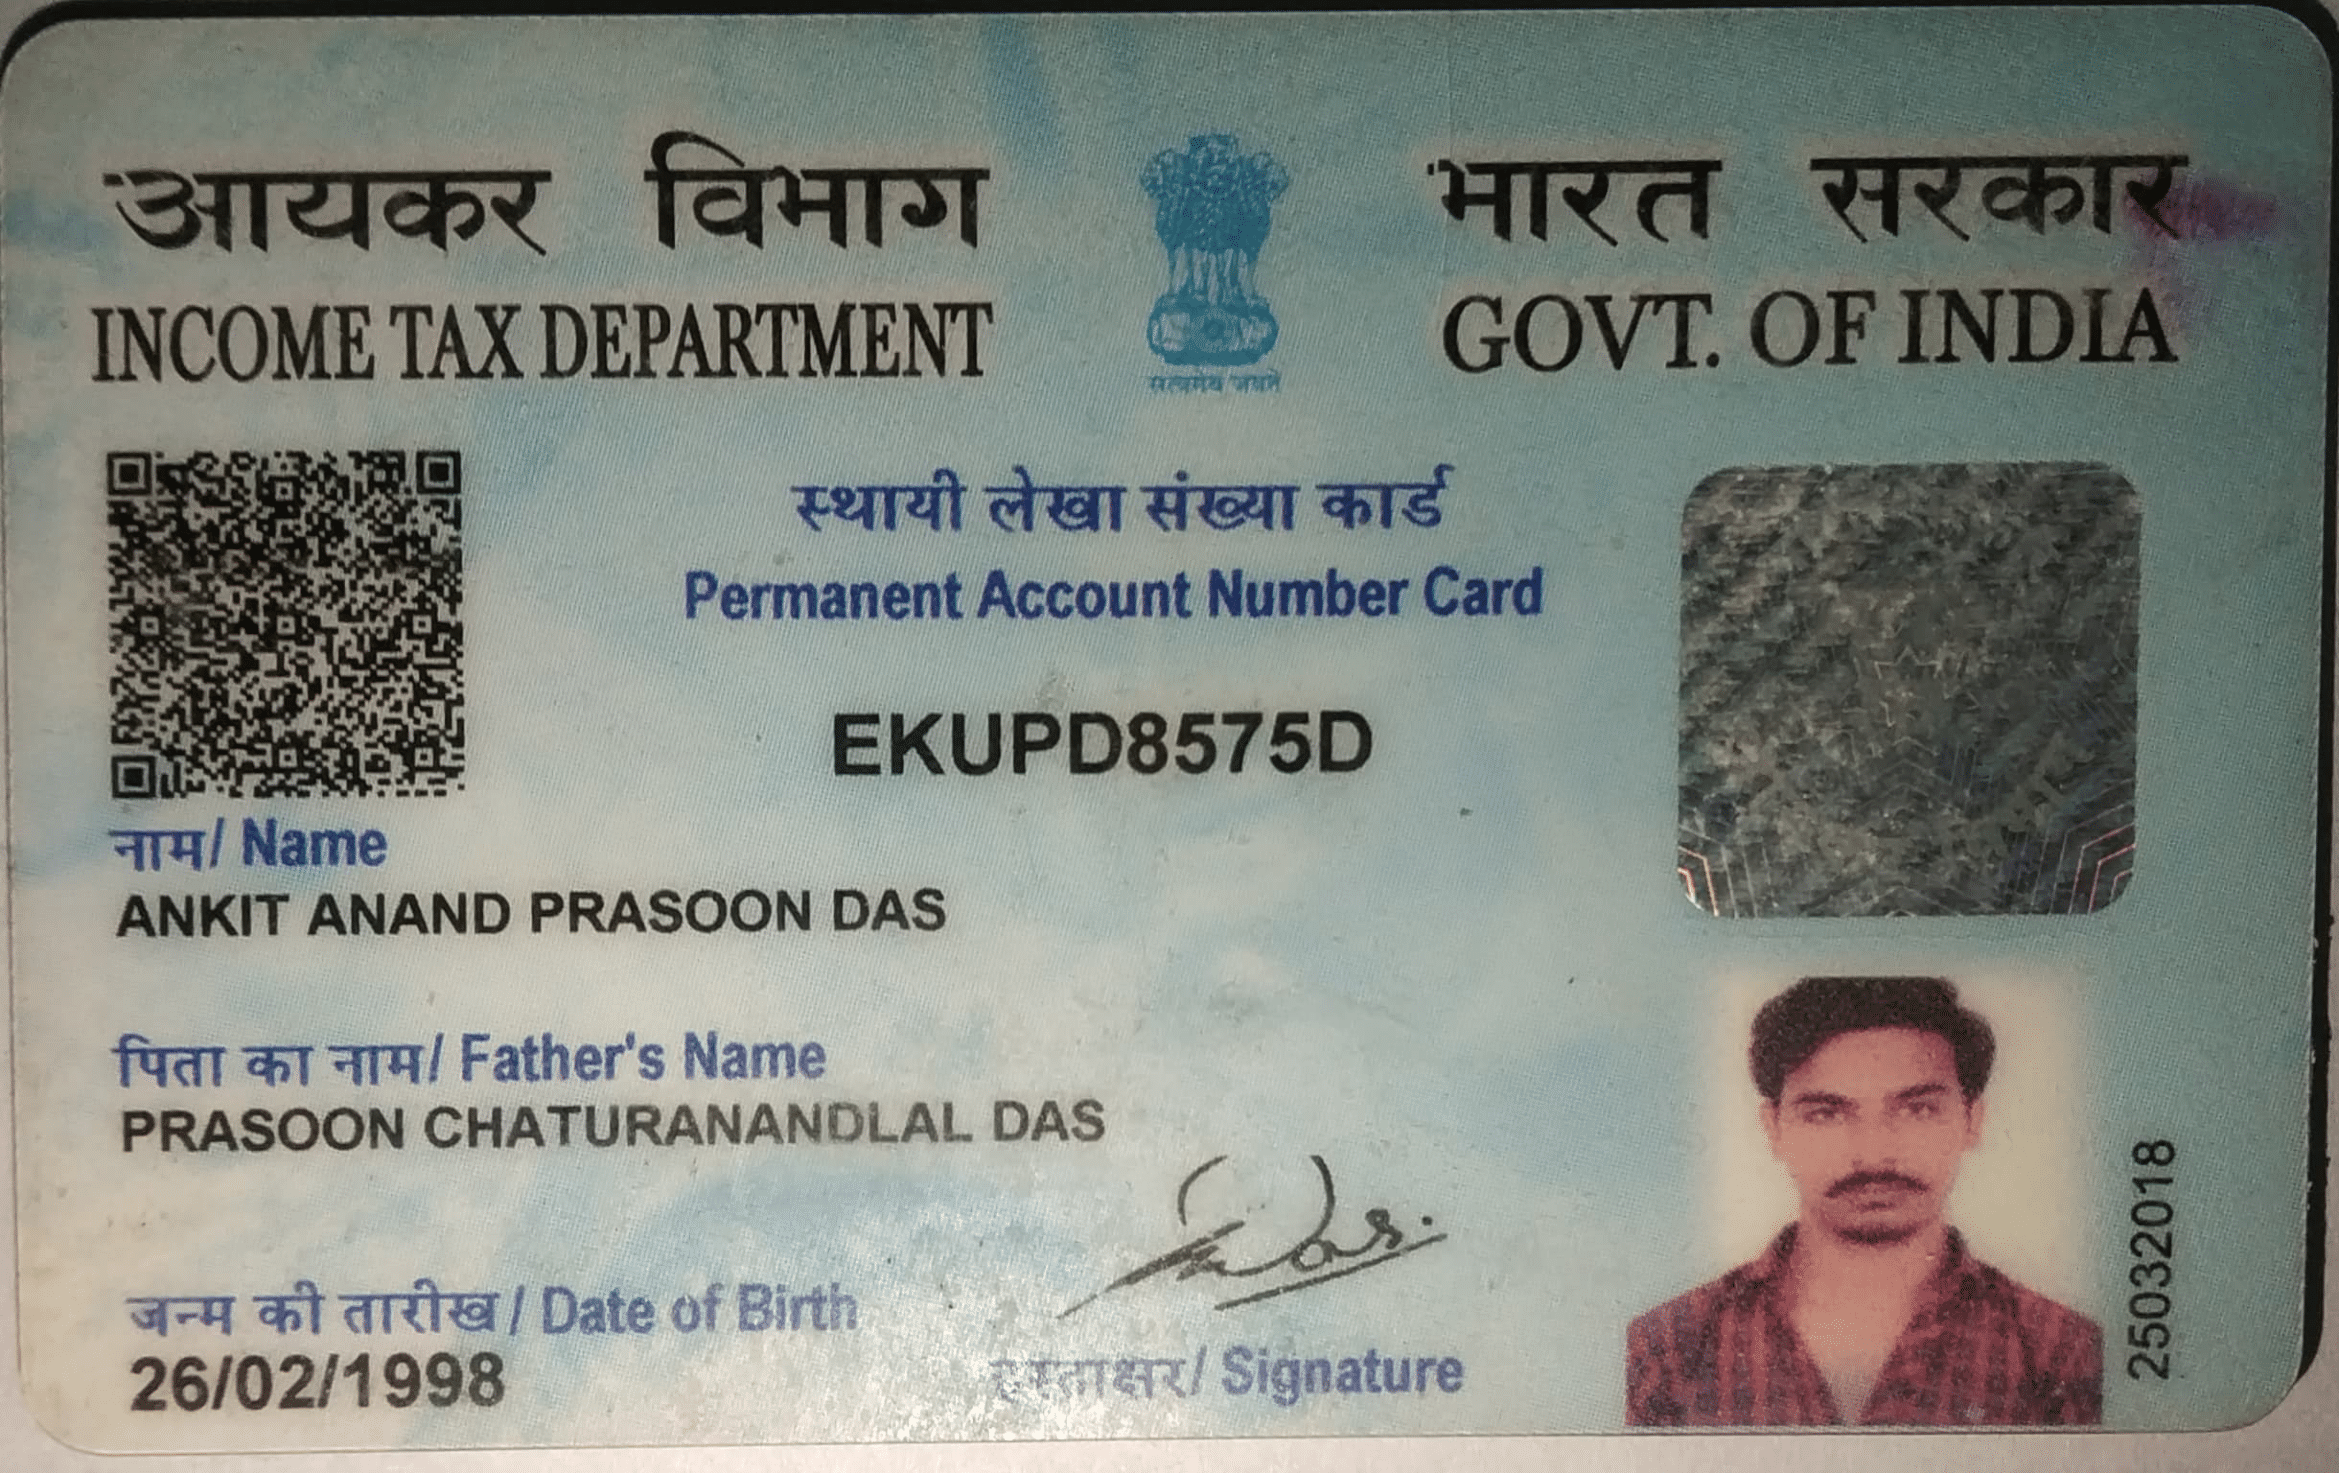 आयकर विभाग
INCOME TAX DEPARTMENT
सत्यमेव जयते
भारत सरकार
GOVT. OF INDIA
स्थायी लेखा संख्या कार्ड
Permanent Account Number Card
EKUPD8575D
नाम/ Name
ANKIT ANAND PRASOON DAS
पिता का नाम/ Father's Name
PRASOON CHATURANANDLAL DAS
जन्म की तारीख/ Date of Birth
26/02/1998
हस्ताक्षर/ Signature
25032018